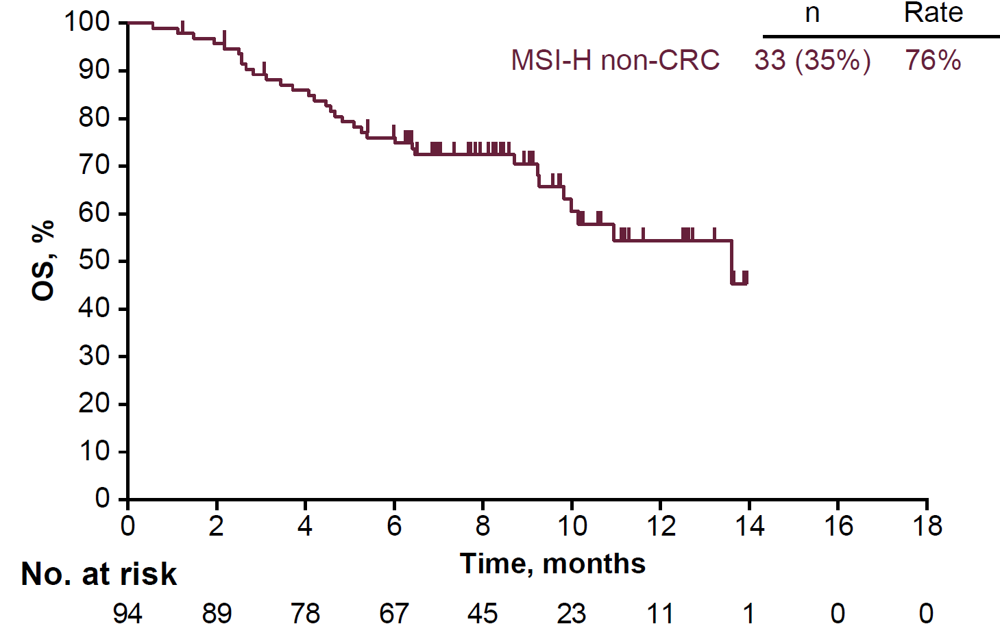 n Rate
MSI-H non-CRC 33 (35%) 76%
OS, %
100
90
80
70
60
50
40
30
20
10
0
0 2 4 6 8 10 12 14 16 18
Time, months
No. at risk
94 89 78 67 45 23 11 1 0 0